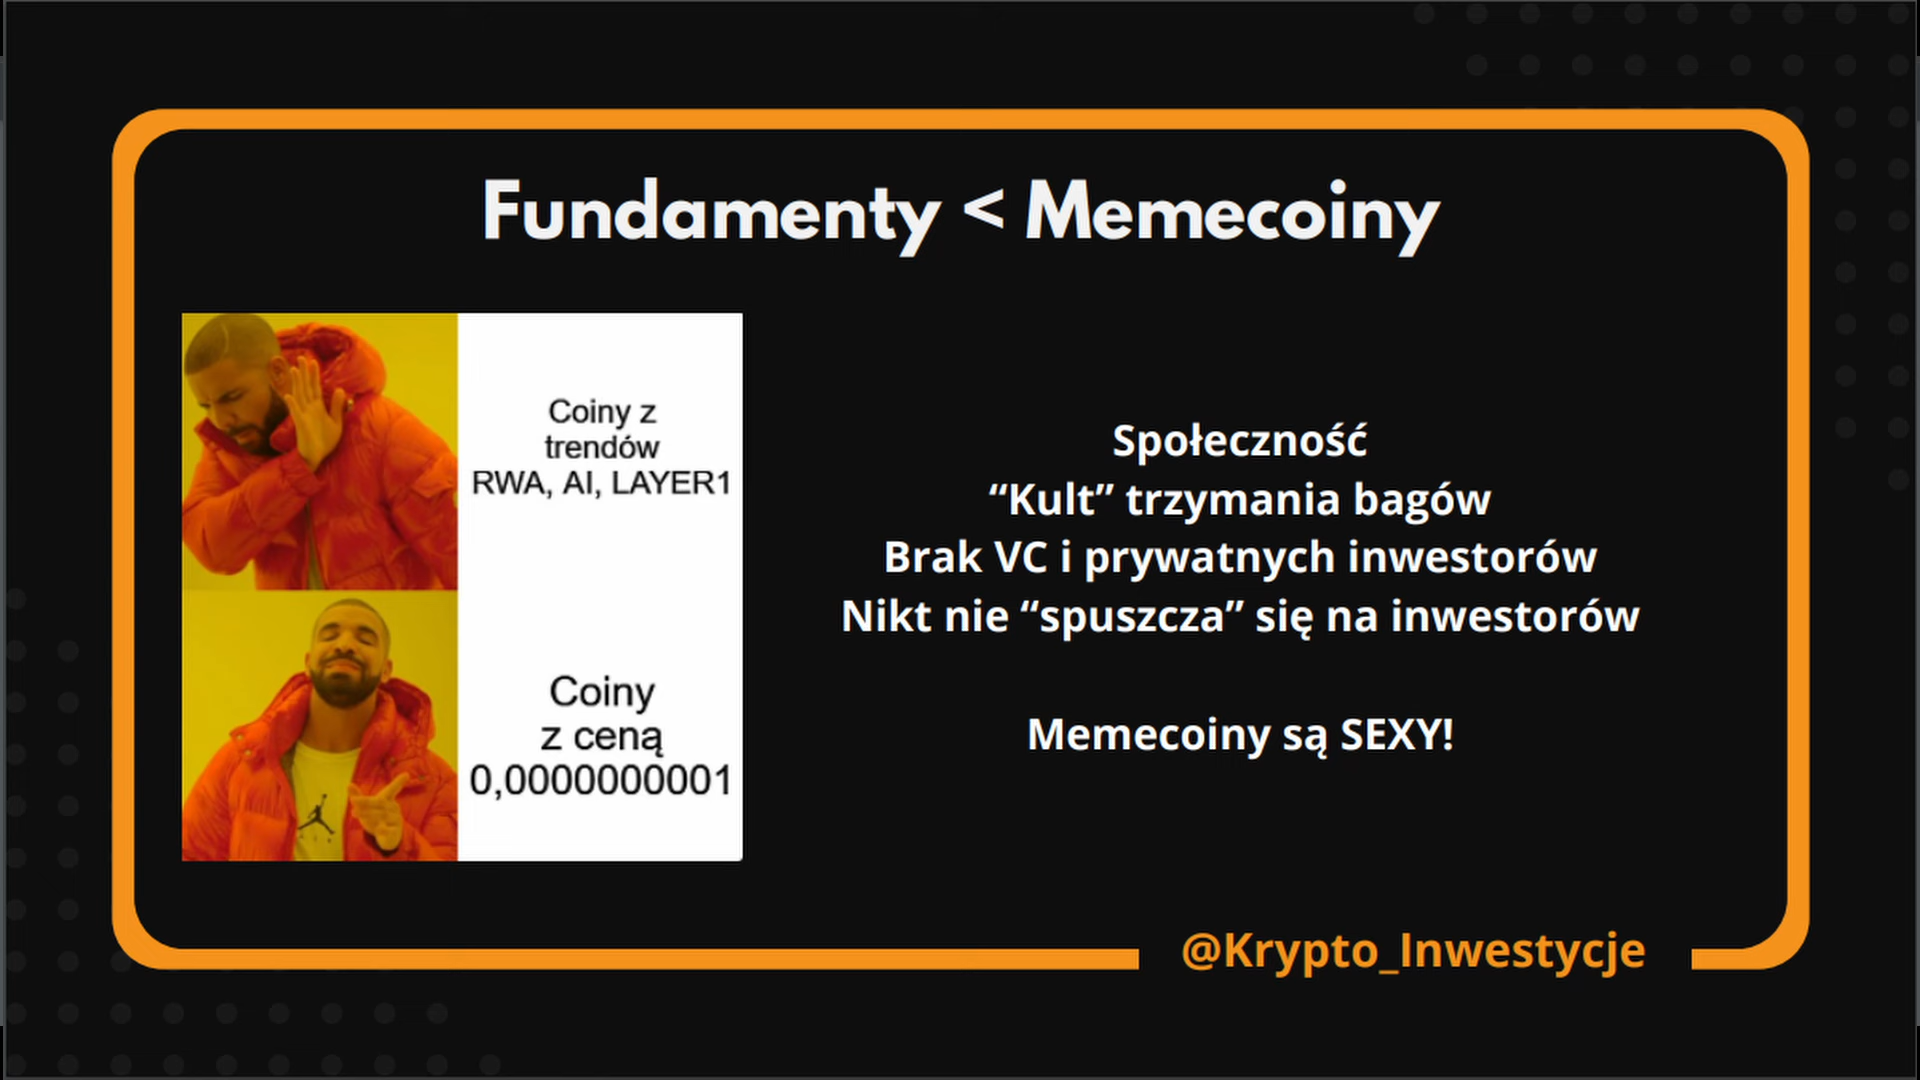 Fundamenty < Memecoiny
Coiny z
trendów
RWA, AI, LAYER1
Coiny
z ceną
0,0000000001
Społeczność
“Kult” trzymania bagów
Brak VC i prywatnych inwestorów
Nikt nie “spuszcza” się na inwestorów
Memecoiny są SEXY!
@Krypto_Inwestycje